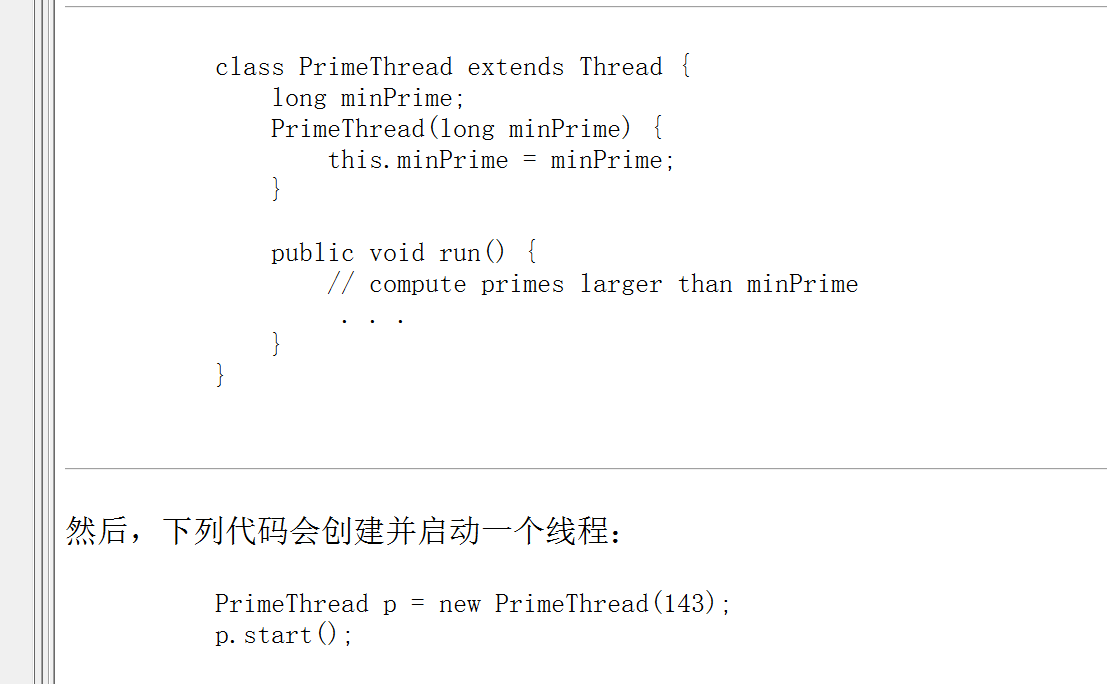 class PrimeThread extends Thread {
    long minPrime;
    PrimeThread(long minPrime) {
        this.minPrime = minPrime;
    }
    public void run() {
        // compute primes larger than minPrime
         . . .
    }
}
然后，下列代码会创建并启动一个线程：
PrimeThread p = new PrimeThread(143);
p.start();